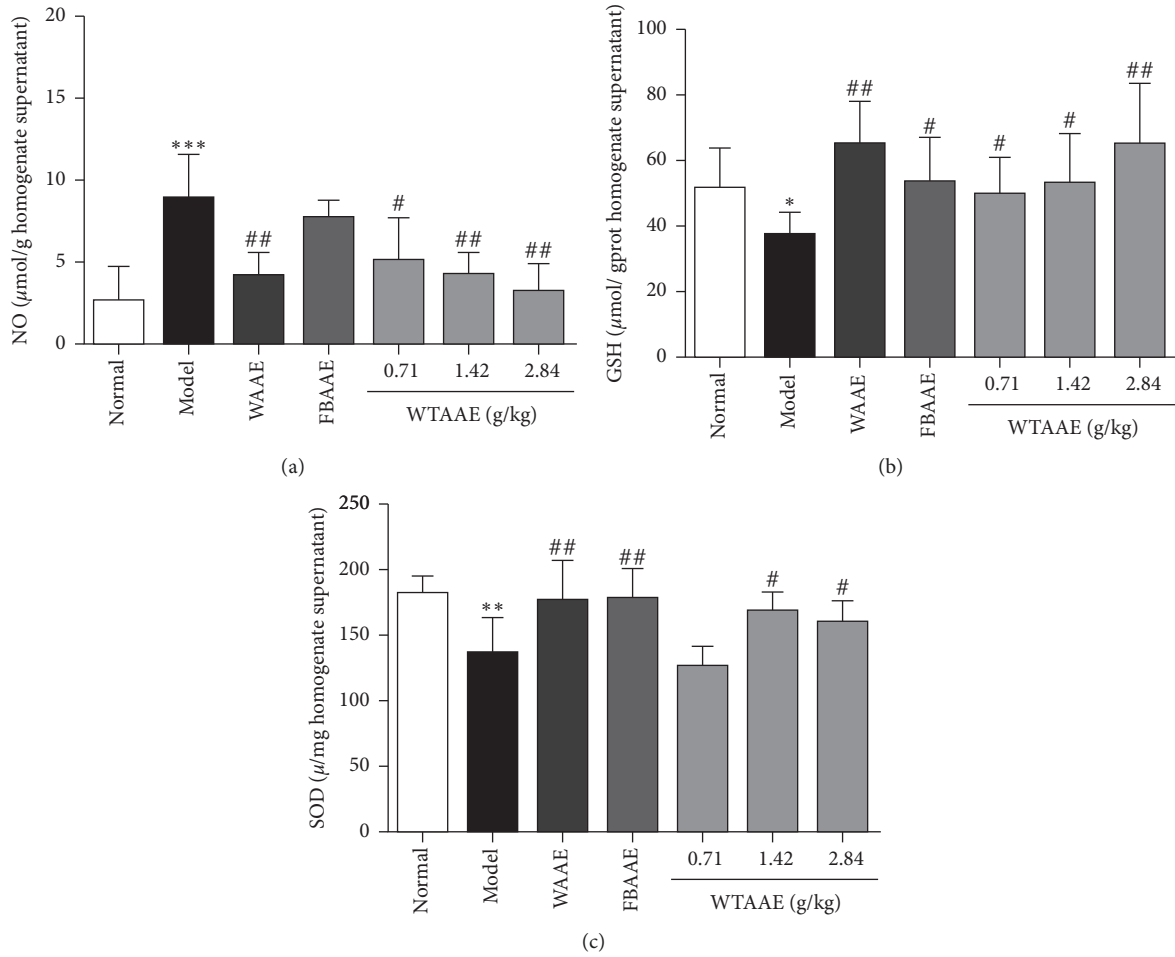 NO (μmol/g homogenate supernatant)
20
15
10
5
0
***
##
#
##
##
Normal
Model
WAAE
FBAAE
0.71 1.42 2.84
WTAAE (g/kg)
(a)
GSH (μmol/ gprot homogenate supernatant)
100
80
60
40
20
0
*
##
#
#
#
##
Normal
Model
WAAE
FBAAE
0.71 1.42 2.84
WTAAE (g/kg)
(b)
SOD (μ/mg homogenate supernatant)
250
200
150
100
50
0
**
##
##
#
#
Normal
Model
WAAE
FBAAE
0.71 1.42 2.84
WTAAE (g/kg)
(c)